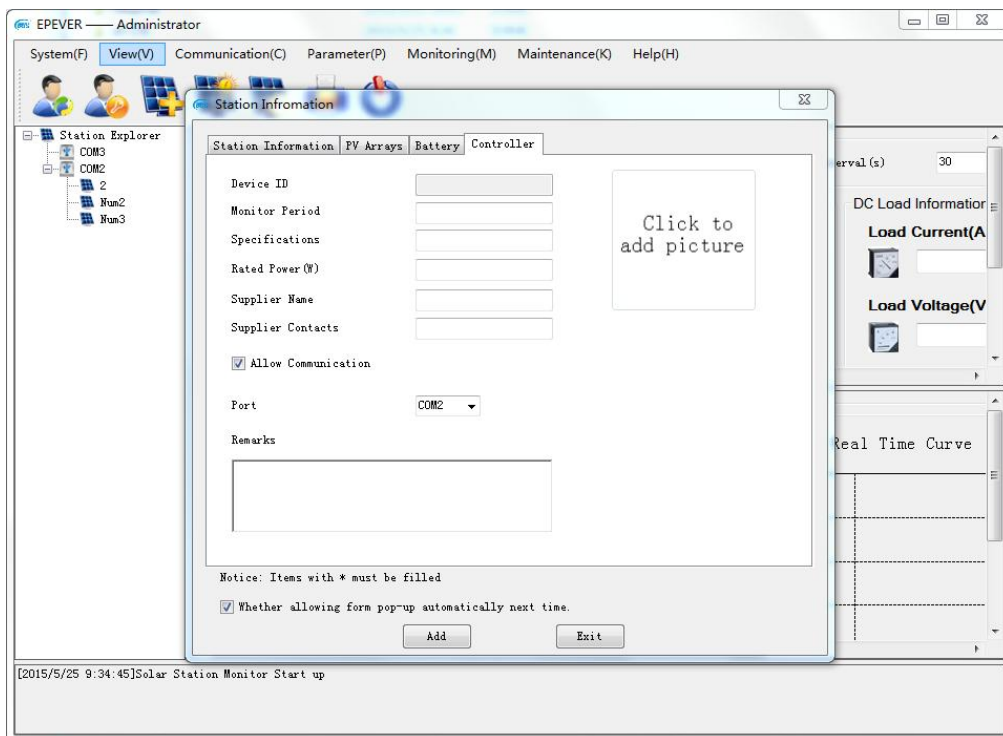 EPEVER —— Administrator
System(F) View(V) Communication(C) Parameter(P) Monitoring(M) Maintenance(K) Help(H)
Station Infromation
Station Explorer
COM3
COM2
2
Num2
Num3
Station Information PV Arrays Battery Controller
Device ID
Monitor Period
Specifications
Rated Power(W)
Supplier Name
Supplier Contacts
Click to
add picture
Allow Communication
Port COM2
Remarks
Notice: Items with * must be filled
Whether allowing form pop-up automatically next time.
Add Exit
erval(s) 30
DC Load Information
Load Current(A
Load Voltage(V
Real Time Curve
[2015/5/25 9:34:45]Solar Station Monitor Start up